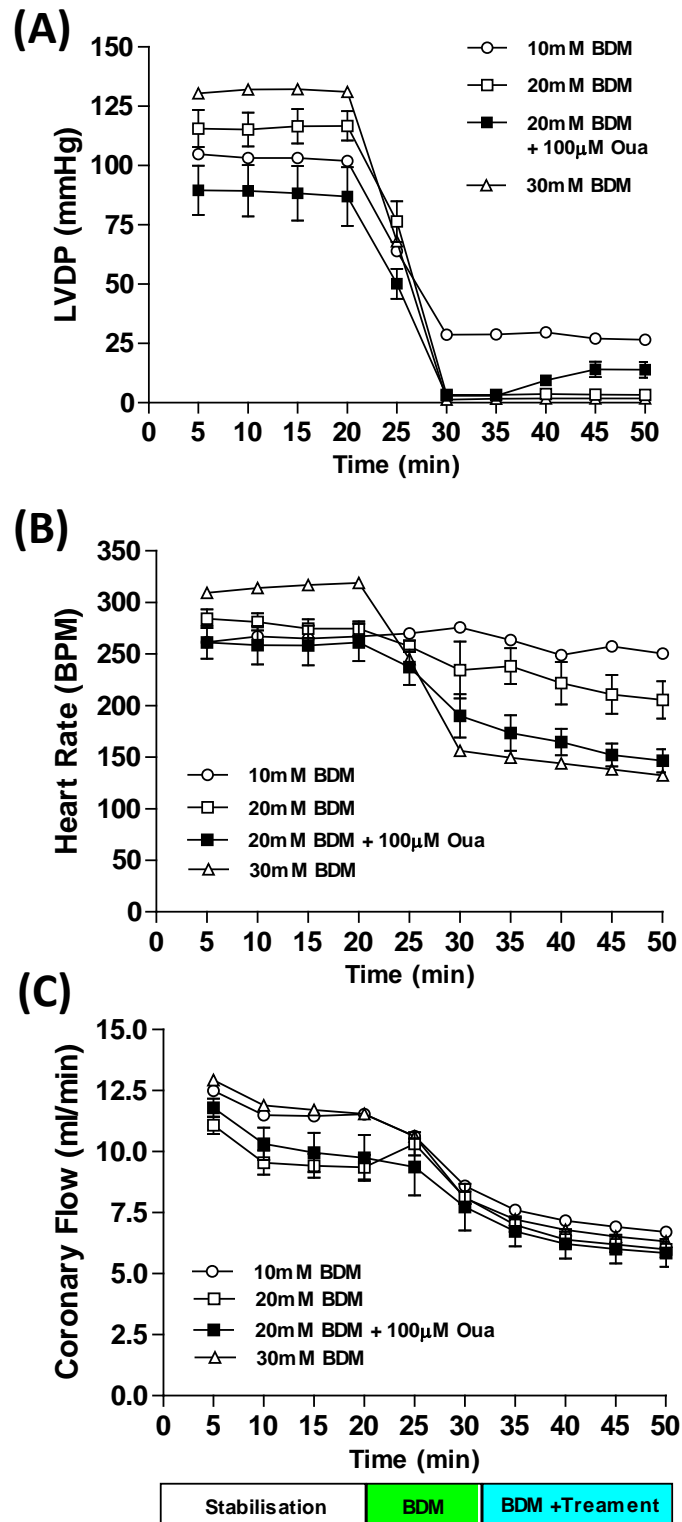 (A)
150
125
100
75
50
25
0
LVDP (mmHg)
0 5 10 15 20 25 30 35 40 45 50
Time (min)
10mM BDM
20mM BDM
20mM BDM
+ 100μM Oua
30mM BDM
(B)
350
300
250
200
150
100
50
0
Heart Rate (BPM)
10mM BDM
20mM BDM
20mM BDM + 100μM Oua
30mM BDM
0 5 10 15 20 25 30 35 40 45 50
Time (min)
(C)
15.0
12.5
10.0
7.5
5.0
2.5
0.0
Coronary Flow (ml/min)
10mM BDM
20mM BDM
20mM BDM + 100μM Oua
30mM BDM
0 5 10 15 20 25 30 35 40 45 50
Time (min)
Stabilisation BDM BDM +Treament